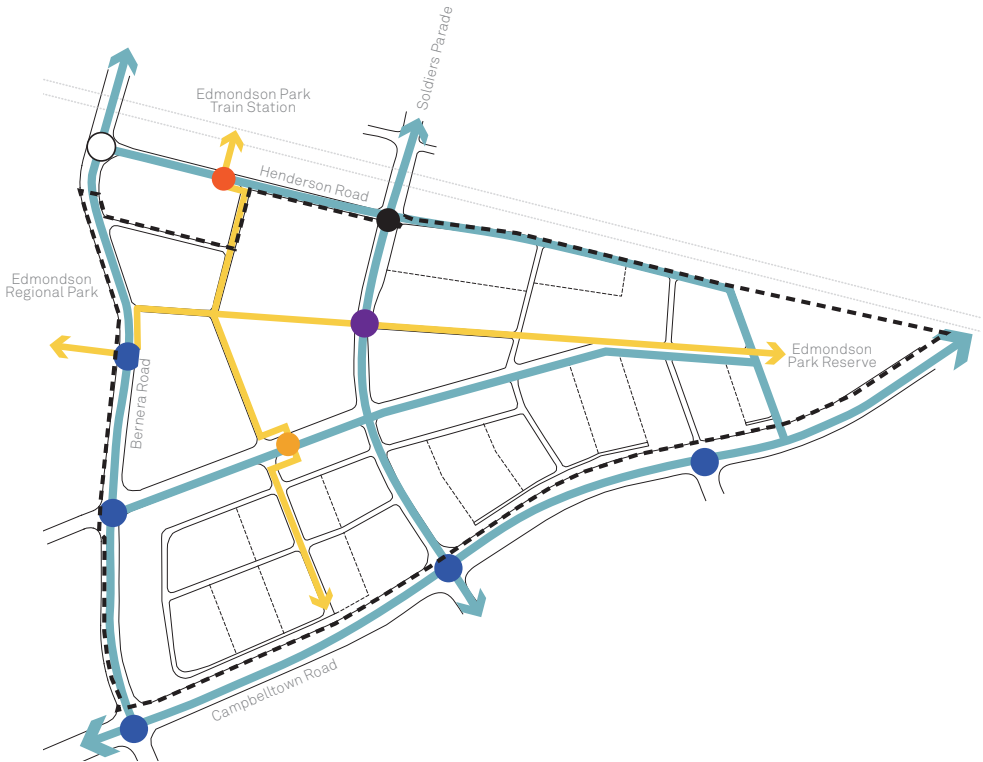 Soldiers Parade
Edmondson Park
Train Station
Henderson Road
Edmondson
Regional Park
Edmondson
Park Reserve
Bernera Road
Campbelltown Road